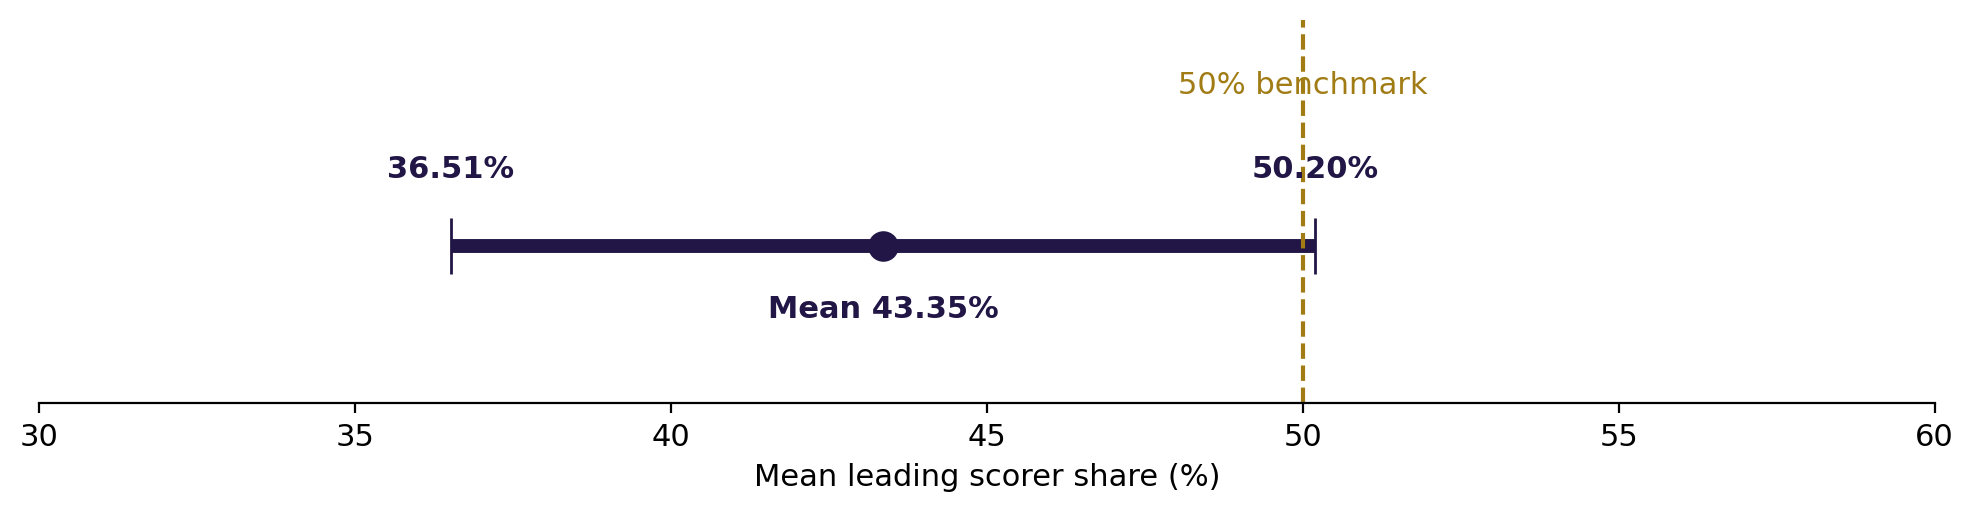 50% benchmark
36.51%
50.20%
Mean 43.35%
30 35 40 45 50 55 60
Mean leading scorer share (%)